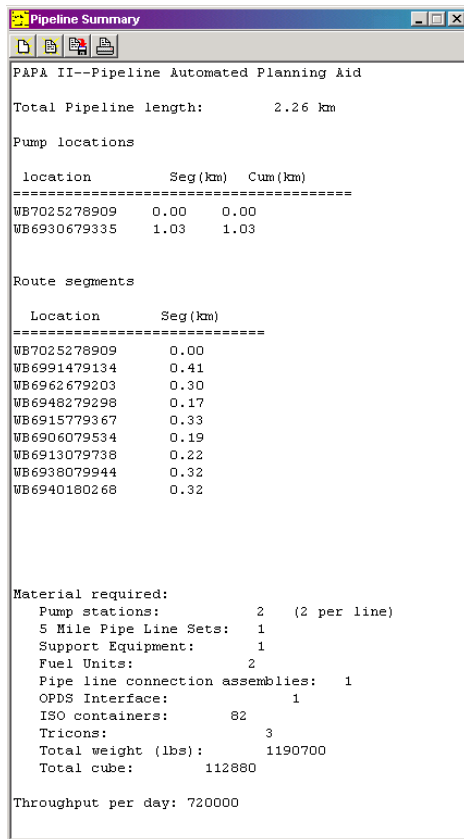 Pipeline Summary
PAPA II--Pipeline Automated Planning Aid
Total Pipeline length: 2.26 km
Pump locations
location Seg(km) Cum(km)
========================================
WB7025278909 0.00 0.00
WB6930679335 1.03 1.03
Route segments
Location Seg(km)
==============================
WB7025278909 0.00
WB6991479134 0.41
WB6962679203 0.30
WB6948279298 0.17
WB6915779367 0.33
WB6906079534 0.19
WB6913079738 0.22
WB6938079944 0.32
WB6940180268 0.32
Material required:
Pump stations: 2 (2 per line)
5 Mile Pipe Line Sets: 1
Support Equipment: 1
Fuel Units: 2
Pipe line connection assemblies: 1
OPDS Interface: 1
ISO containers: 82
Tricons: 3
Total weight (lbs): 1190700
Total cube: 112880
Throughput per day: 720000